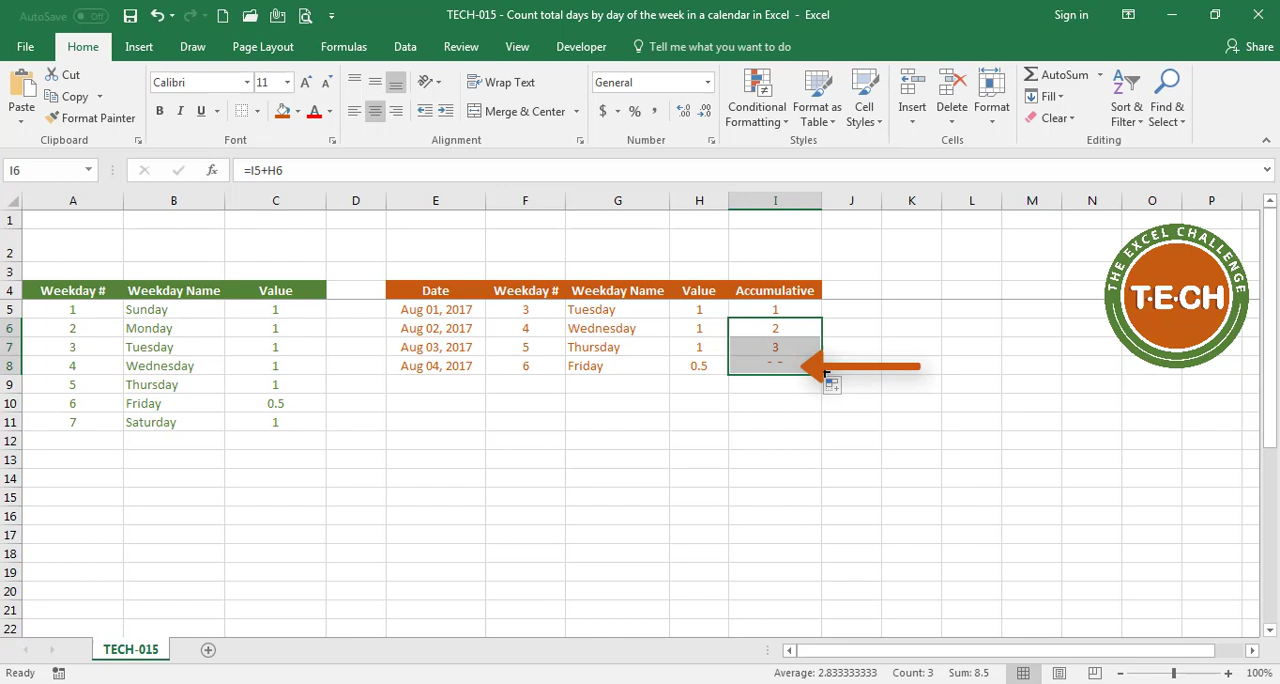 AutoSave Off TECH-015 - Count total days by day of the week in a calendar in Excel - Excel Sign in
File Home Insert Draw Page Layout Formulas Data Review View Developer Tell me what you want to do Share
Paste Cut Copy Format Painter Clipboard
Calibri 11 A A B I U A Font
Wrap Text Merge & Center Alignment
General $ % , Number
Conditional Formatting Format as Table Cell Styles Styles
Insert Delete Format Cells
AutoSum Fill Clear Sort & Filter Find & Select Editing
I6 fx =I5+H6
A B C D E F G H I J K L M N O P
1
2
3
4 Weekday # Weekday Name Value Date Weekday # Weekday Name Value Accumulative
5 1 Sunday 1 Aug 01, 2017 3 Tuesday 1 1
6 2 Monday 1 Aug 02, 2017 4 Wednesday 1 2
7 3 Tuesday 1 Aug 03, 2017 5 Thursday 1 3
8 4 Wednesday 1 Aug 04, 2017 6 Friday 0.5
9 5 Thursday 1
10 6 Friday 0.5
11 7 Saturday 1
12
13
14
15
16
17
18
19
20
21
22
THE EXCEL CHALLENGE
T·E·CH
TECH-015
Ready Average: 2.833333333 Count: 3 Sum: 8.5 100%